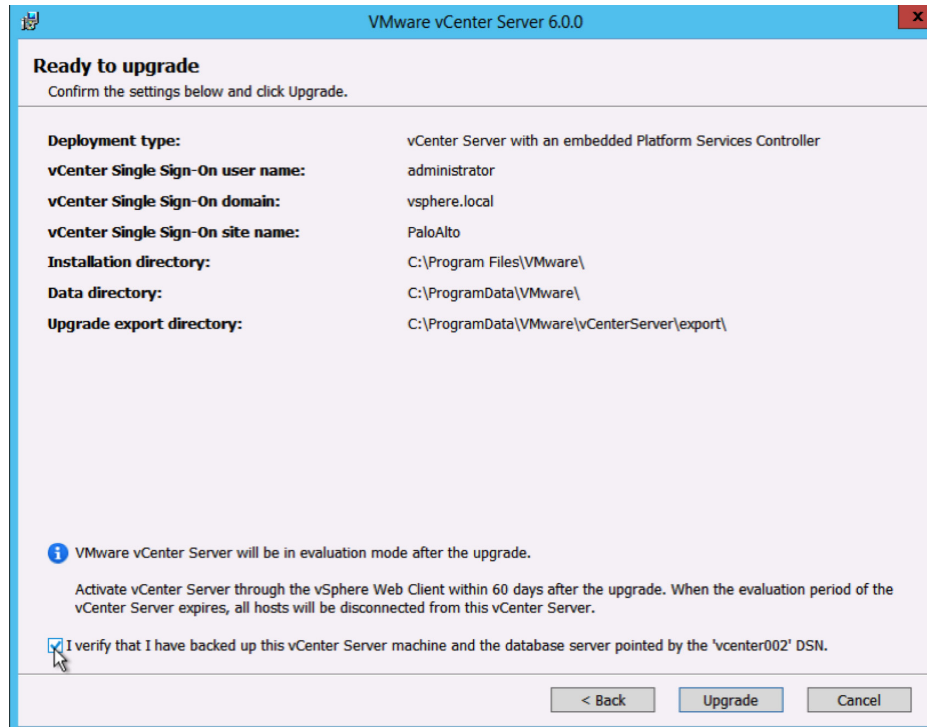 VMware vCenter Server 6.0.0
x
Ready to upgrade
Confirm the settings below and click Upgrade.
Deployment type: vCenter Server with an embedded Platform Services Controller
vCenter Single Sign-On user name: administrator
vCenter Single Sign-On domain: vsphere.local
vCenter Single Sign-On site name: PaloAlto
Installation directory: C:\Program Files\VMware\
Data directory: C:\ProgramData\VMware\
Upgrade export directory: C:\ProgramData\VMware\vCenterServer\export\
VMware vCenter Server will be in evaluation mode after the upgrade.
Activate vCenter Server through the vSphere Web Client within 60 days after the upgrade. When the evaluation period of the
vCenter Server expires, all hosts will be disconnected from this vCenter Server.
I verify that I have backed up this vCenter Server machine and the database server pointed by the 'vcenter002' DSN.
< Back Upgrade Cancel